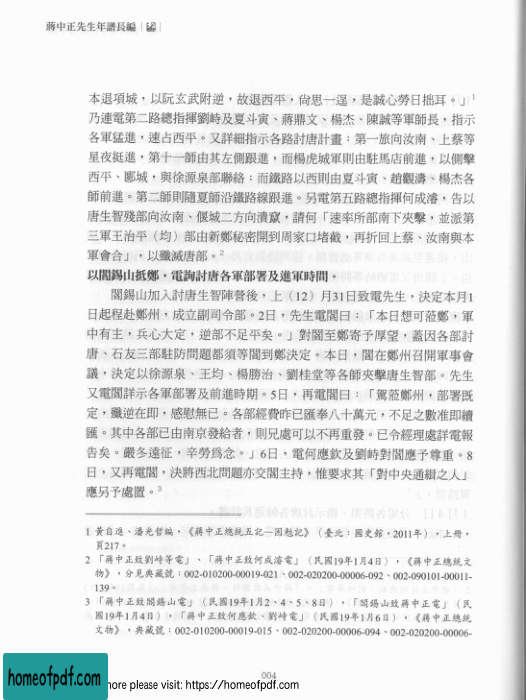 蔣中正先生年譜長編
本退項城，以阮玄武附逆，故退西平，尚思一逞，是誠心勞日拙耳。」1
乃連電第二路總指揮劉峙及夏斗寅、蔣鼎文、楊杰、陳誠等軍師長，指示
各軍猛進，速占西平。又詳細指示各路討唐計畫：第一旅向汝南、上蔡等
星夜挺進，第十一師由其左側跟進，而楊虎城軍則由駐馬店前進，以側擊
西平、郾城，與徐源泉部聯絡；而鐵路以西則由夏斗寅、趙觀濤、楊杰各
師前進。第二師則隨夏師沿鐵路線跟進。另電第五路總指揮何成濬，告以
唐生智殘部向汝南、偃城二方向潰竄，請何「速率所部南下夾擊，並派第
三軍王治平（均）部由新鄭秘密開到周家口堵截，再折回上蔡、汝南與本
軍會合」，以殲滅唐部。2
以閻錫山抵鄭，電詢討唐各軍部署及進軍時間。
閻錫山加入討唐生智陣營後，上（12）月31日致電先生，決定本月1
日起程赴鄭州，成立副司令部。2日，先生電閻曰：「本日想可蒞鄭，軍
中有主，兵心大定，逆部不足平矣。」對閻至鄭寄予厚望，蓋因各部討
唐、石友三部駐防問題都須等閻到鄭決定。本日，閻在鄭州召開軍事會
議，決定以徐源泉、王均、楊勝治、劉桂堂等各師夾擊唐生智部。先生
又電閻詳示各軍部署及前進時期。5日，再電閻曰：「駕蒞鄭州，部署既
定，殲逆在即，感慰無已。各部經費昨已匯奉八十萬元，不足之數准即續
匯。其中各部已由南京發給者，則兄處可以不再重發。已令經理處詳電報
告矣。嚴冬遠征，辛勞爲念。」6日，電何應欽及劉峙對閻應予尊重。8
日，又再電閻，決將西北問題亦交閻主持，惟要求其「對中央通緝之人」
應另予處置。3
1 黃自進、潘光哲編，《蔣中正總統五記—困勉記》（臺北：國史館，2011年），上冊，
頁217。
2 「蔣中正致劉峙等電」、「蔣中正致何成濬電」（民國19年1月4日），《蔣中正總統文
物》，分見典藏號：002-010200-00019-021、002-020200-00006-092、002-090101-00011-
139。
3 「蔣中正致閻錫山電」（民國19年1月2、4、5、8日），「閻錫山致蔣中正電」（民
國19年1月4日），「蔣中正致何應欽、劉峙電」（民國19年1月6日），《蔣中正總統
文物》，典藏號：002-010200-00019-015、002-020200-00006-094、002-020200-00006-
004
homeofpdf.com
more please visit: https://homeofpdf.com